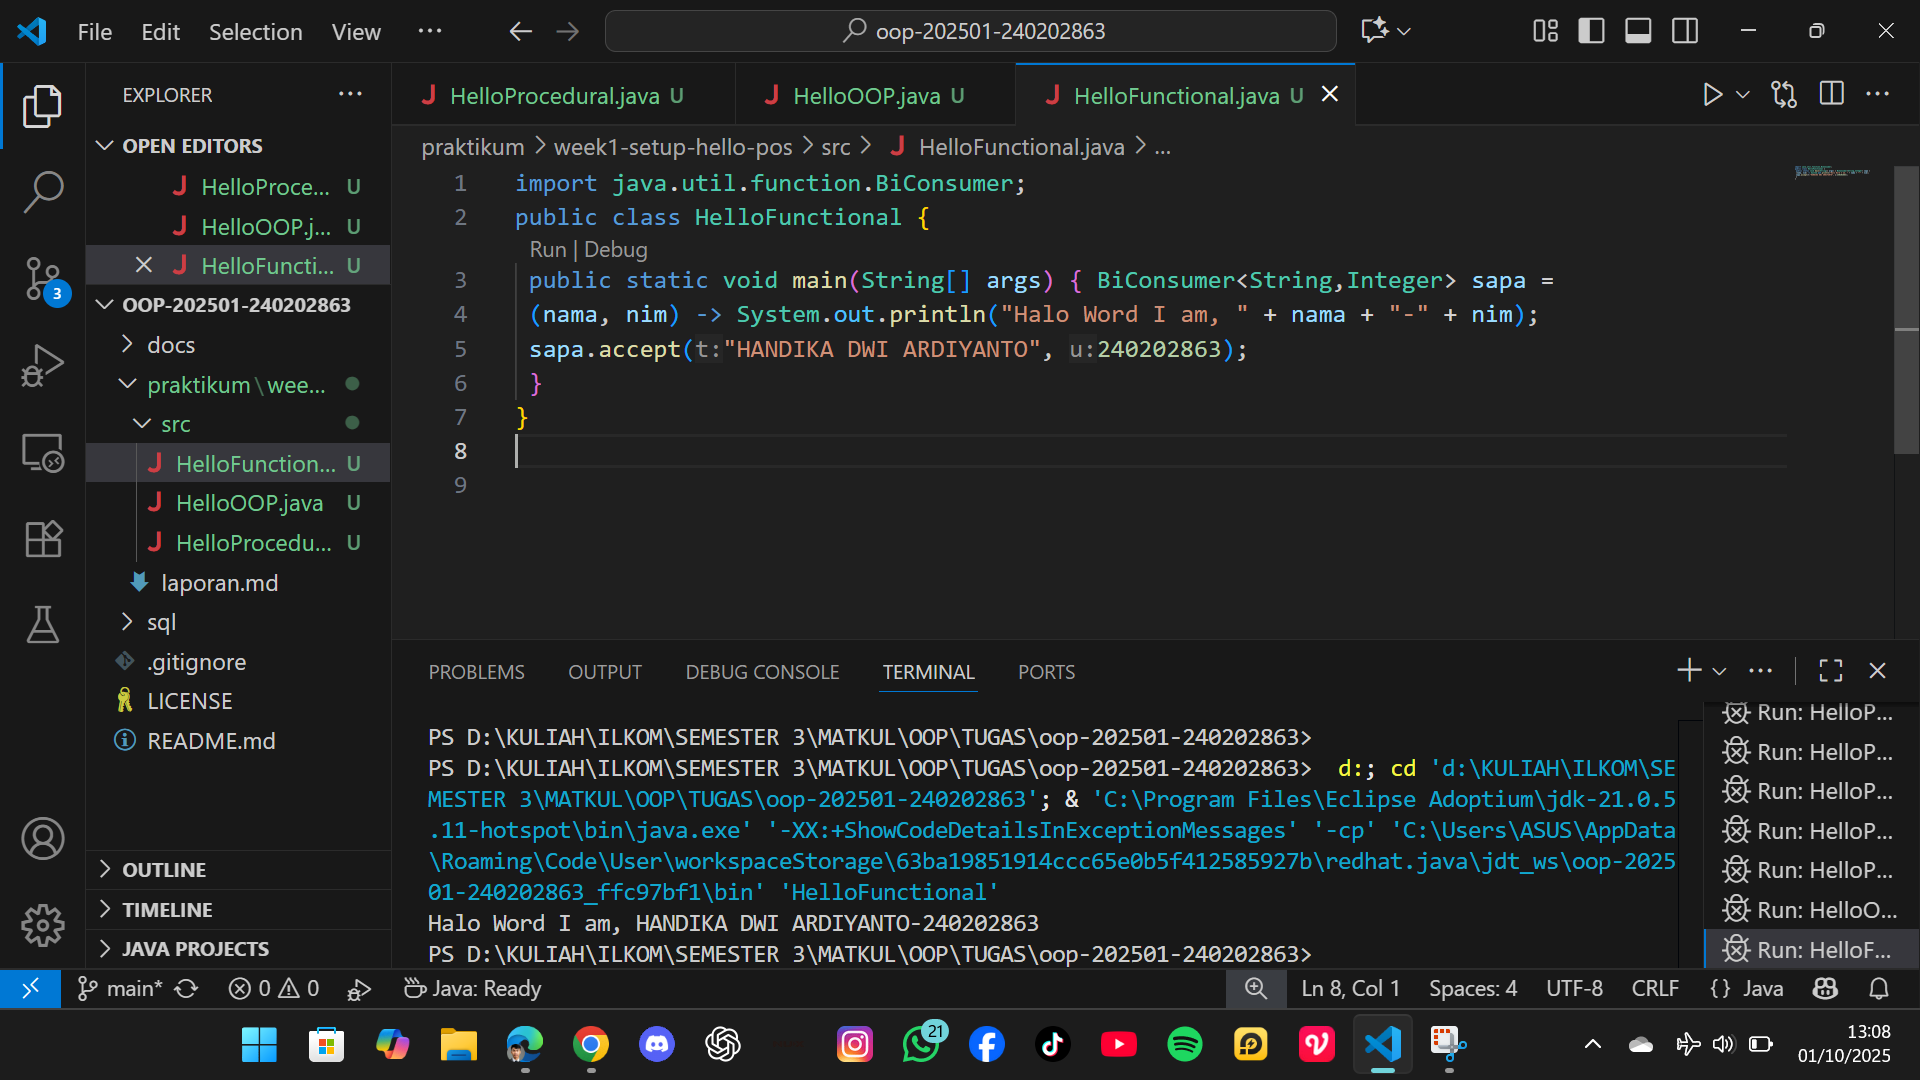 File Edit Selection View ...
oop-202501-240202863
EXPLORER ...
OPEN EDITORS
HelloProce... U
HelloOOP.j... U
HelloFuncti... U
OOP-202501-240202863
docs
praktikum\wee...
src
HelloFunction... U
HelloOOP.java U
HelloProcedu... U
laporan.md
sql
.gitignore
LICENSE
README.md
OUTLINE
TIMELINE
JAVA PROJECTS
3
HelloProcedural.java U HelloOOP.java U HelloFunctional.java U
praktikum > week1-setup-hello-pos > src > HelloFunctional.java > ...
1 import java.util.function.BiConsumer;
2 public class HelloFunctional {
Run | Debug
3 public static void main(String[] args) { BiConsumer<String,Integer> sapa =
4 (nama, nim) -> System.out.println("Halo Word I am, " + nama + "-" + nim);
5 sapa.accept(t:"HANDIKA DWI ARDIYANTO", u:240202863);
6 }
7 }
8
9
PROBLEMS OUTPUT DEBUG CONSOLE TERMINAL PORTS
PS D:\KULIAH\ILKOM\SEMESTER 3\MATKUL\OOP\TUGAS\oop-202501-240202863>
PS D:\KULIAH\ILKOM\SEMESTER 3\MATKUL\OOP\TUGAS\oop-202501-240202863> d:; cd 'd:\KULIAH\ILKOM\SE
MESTER 3\MATKUL\OOP\TUGAS\oop-202501-240202863'; & 'C:\Program Files\Eclipse Adoptium\jdk-21.0.5
.11-hotspot\bin\java.exe' '-XX:+ShowCodeDetailsInExceptionMessages' '-cp' 'C:\Users\ASUS\AppData
\Roaming\Code\User\workspaceStorage\63ba19851914ccc65e0b5f412585927b\redhat.java\jdt_ws\oop-2025
01-240202863_ffc97bf1\bin' 'HelloFunctional'
Halo Word I am, HANDIKA DWI ARDIYANTO-240202863
PS D:\KULIAH\ILKOM\SEMESTER 3\MATKUL\OOP\TUGAS\oop-202501-240202863>
Run: HelloP...
Run: HelloP...
Run: HelloP...
Run: HelloP...
Run: HelloP...
Run: HelloO...
Run: HelloF...
main* 0 0 Java: Ready Ln 8, Col 1 Spaces: 4 UTF-8 CRLF {} Java
21
13:08
01/10/2025